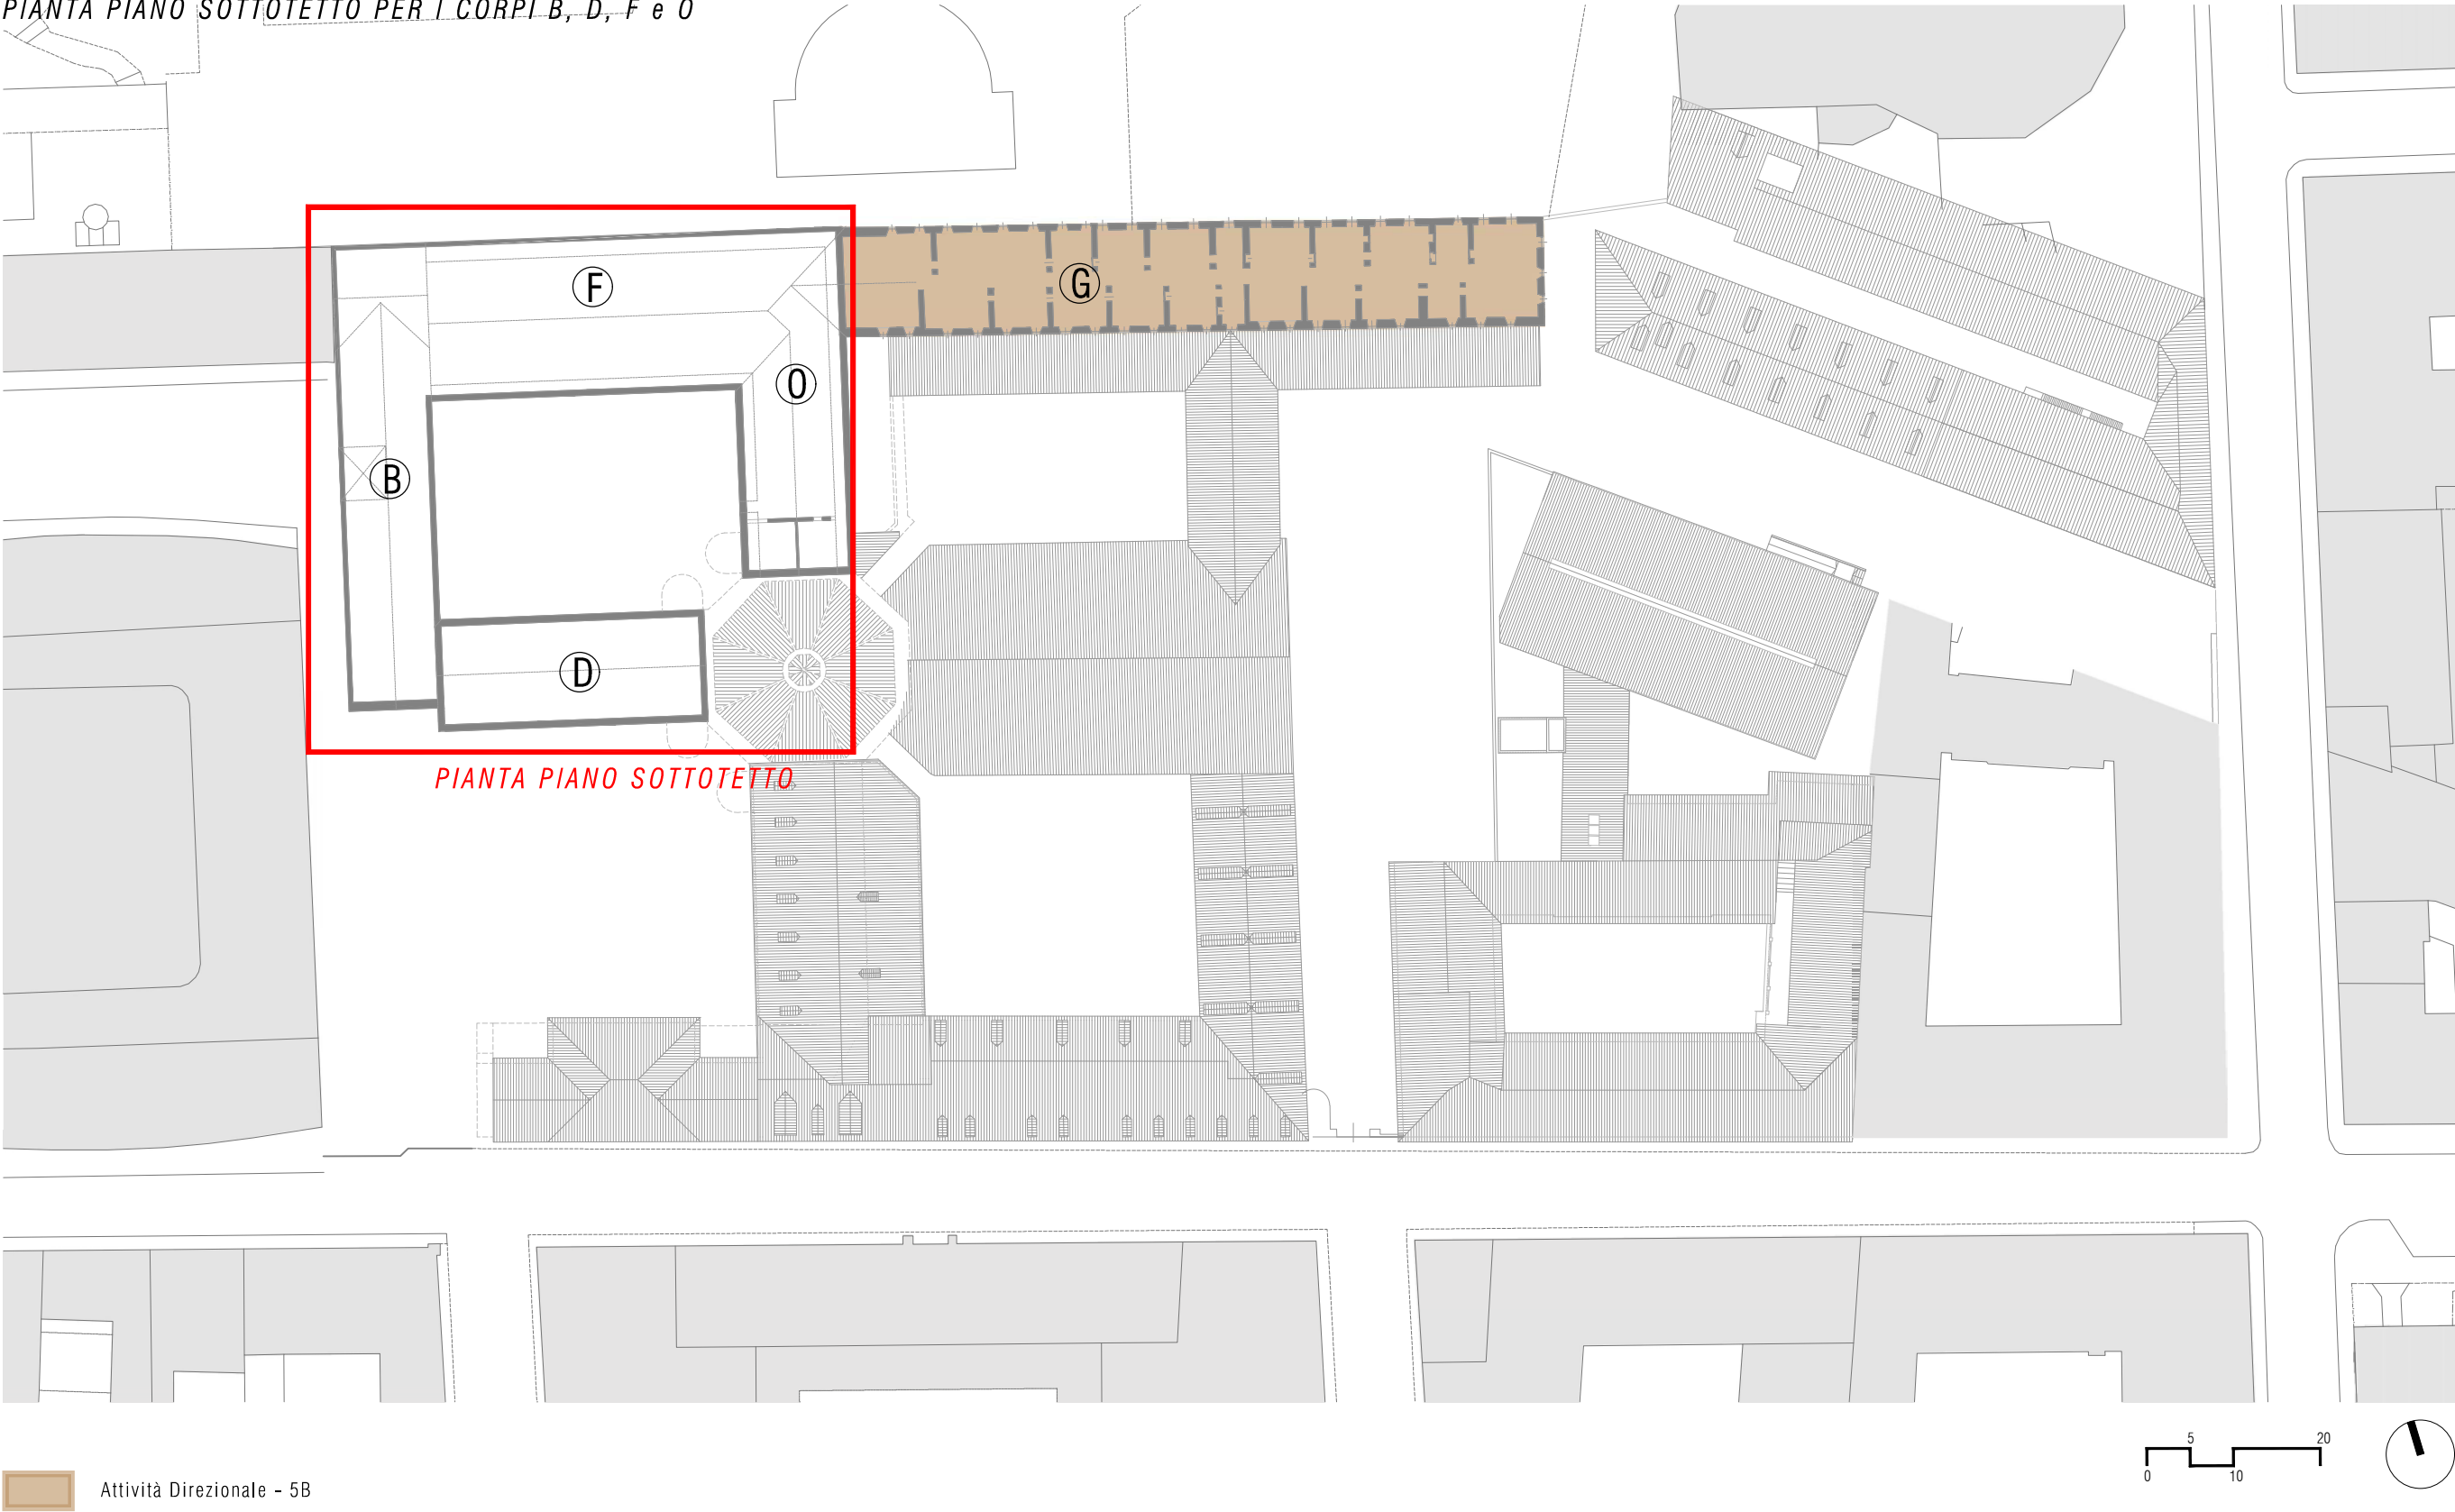 PIANTA PIANO SOTTOTETTO PER I CORPI B, D, F e O
F
G
O
B
D
PIANTA PIANO SOTTOTETTO
5
20
0
10
Attività Direzionale - 5B